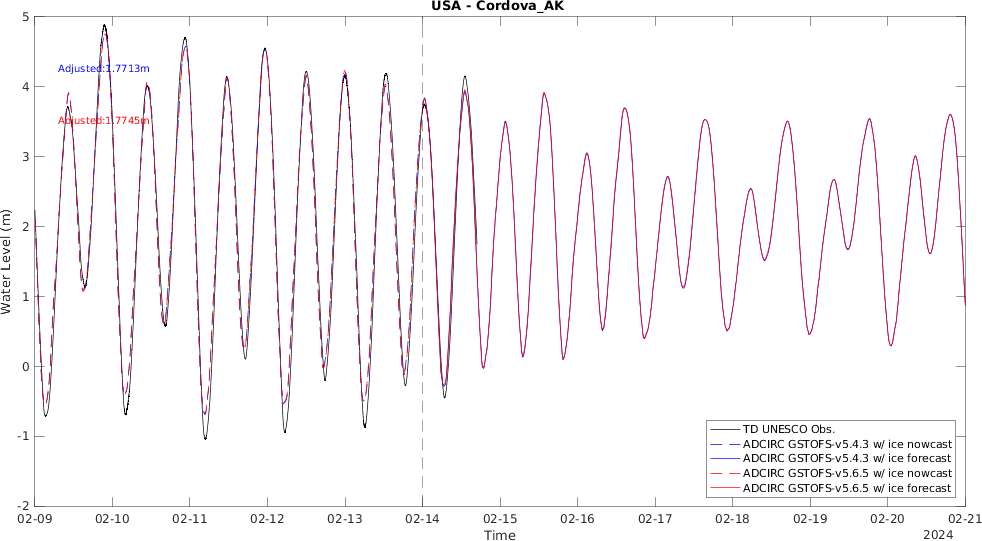 USA - Cordova_AK
5
4
3
2
1
0
-1
-2
Water Level (m)
Adjusted:1.7713m
Adjusted:1.7745m
TD UNESCO Obs.
ADCIRC GSTOFS-v5.4.3 w/ ice nowcast
ADCIRC GSTOFS-v5.4.3 w/ ice forecast
ADCIRC GSTOFS-v5.6.5 w/ ice nowcast
ADCIRC GSTOFS-v5.6.5 w/ ice forecast
02-09 02-10 02-11 02-12 02-13 02-14 02-15 02-16 02-17 02-18 02-19 02-20 02-21
Time
2024